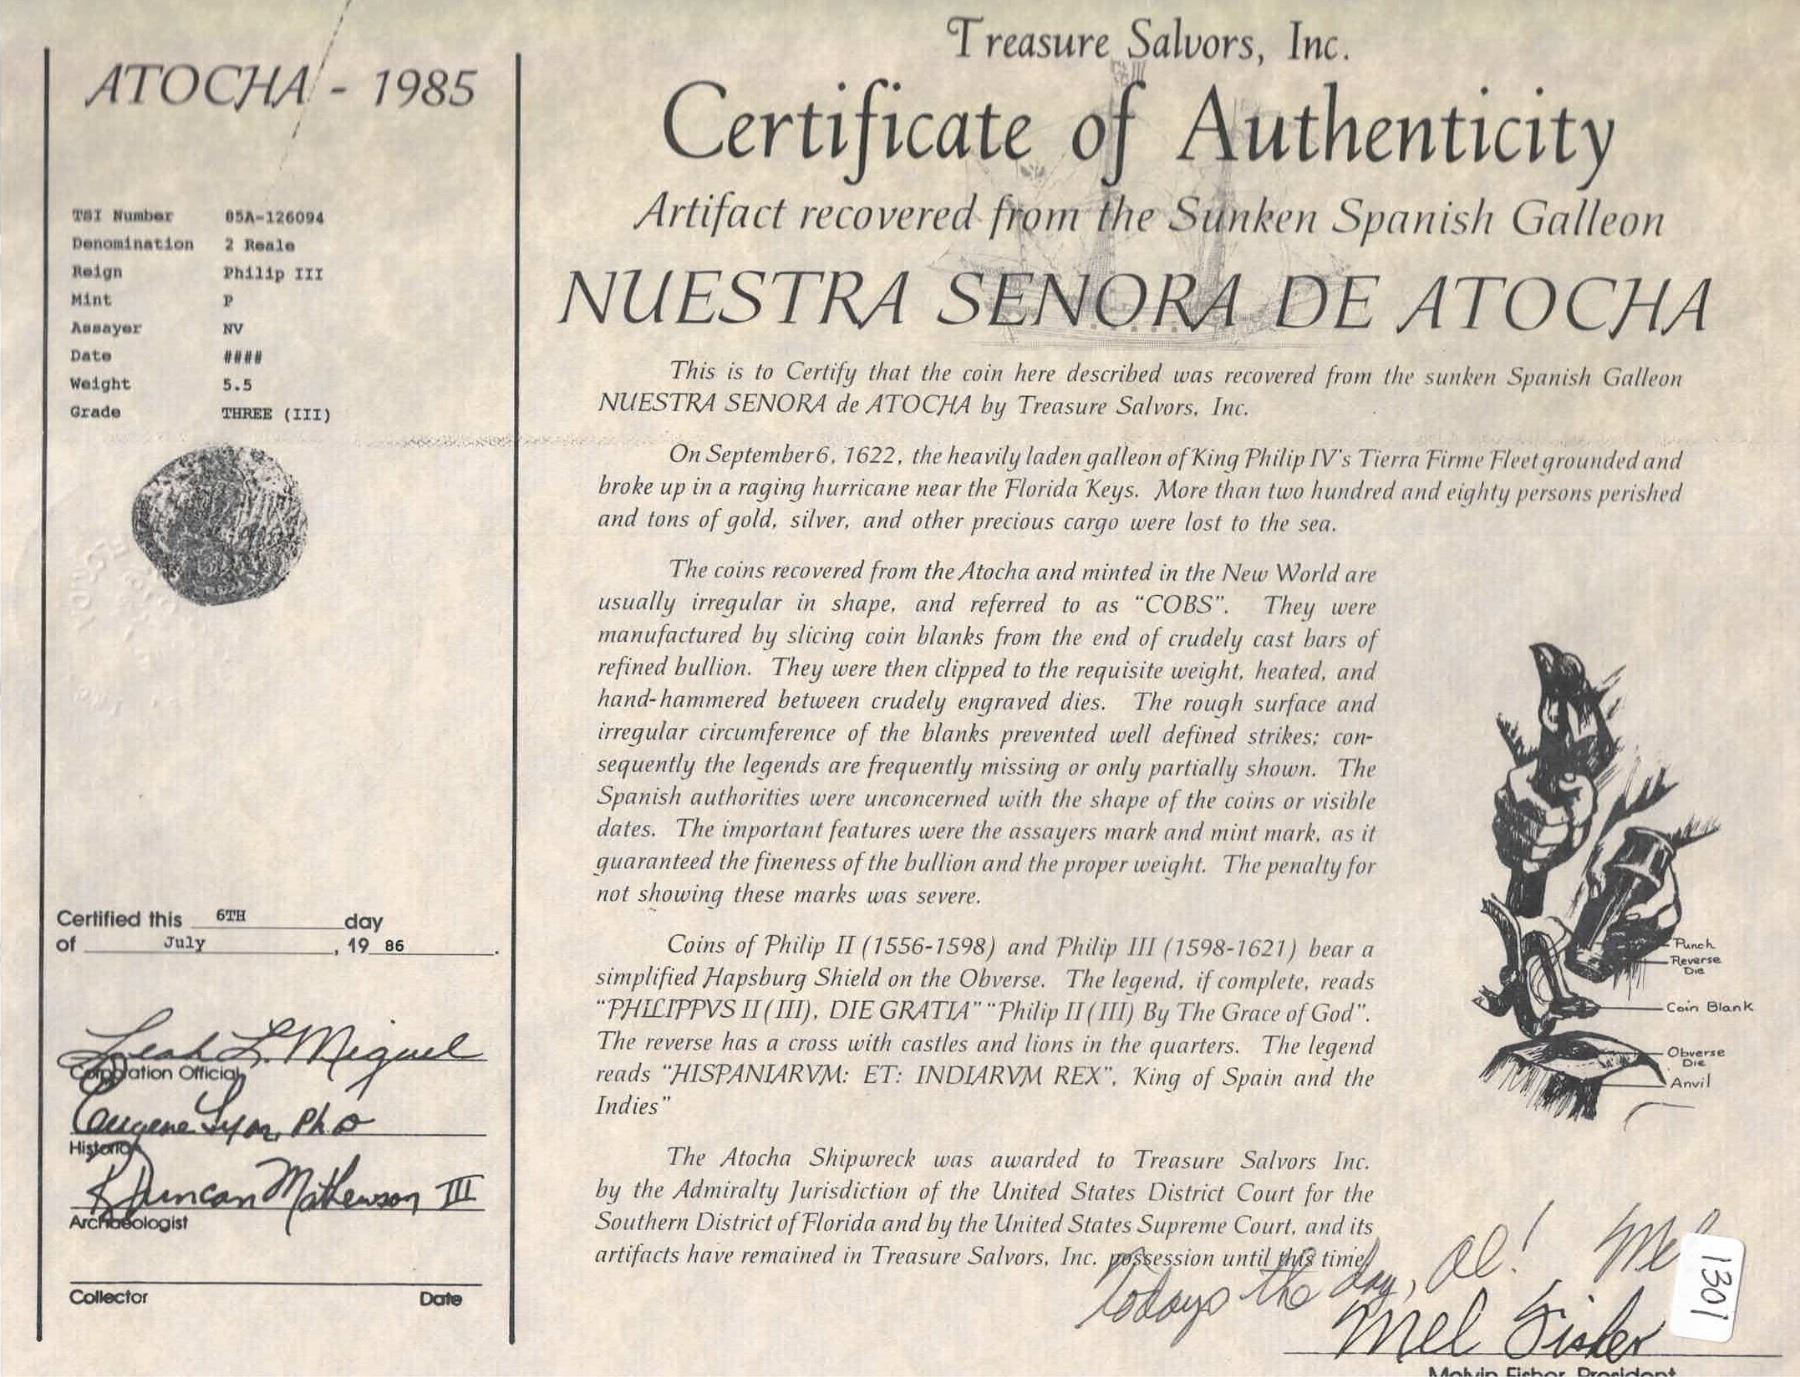 ATOCHA - 1985
TSI Number 85A-126094
Denomination 2 Reale
Reign Philip III
Mint P
Assayer NV
Date ####
Weight 5.5
Grade THREE (III)
Certified this 6TH day
of July, 19 86.
Leah L. Miguel
Corporation Official
Eugene Lyon, PhD
Historian
R Duncan Mathewson III
Archaeologist
Collector Date
Treasure Salvors, Inc.
Certificate of Authenticity
Artifact recovered from the Sunken Spanish Galleon
NUESTRA SENORA DE ATOCHA
This is to Certify that the coin here described was recovered from the sunken Spanish Galleon
NUESTRA SENORA de ATOCHA by Treasure Salvors, Inc.
On September 6, 1622, the heavily laden galleon of King Philip IV's Tierra Firme Fleet grounded and
broke up in a raging hurricane near the Florida Keys. More than two hundred and eighty persons perished
and tons of gold, silver, and other precious cargo were lost to the sea.
The coins recovered from the Atocha and minted in the New World are
usually irregular in shape, and referred to as "COBS". They were
manufactured by slicing coin blanks from the end of crudely cast bars of
refined bullion. They were then clipped to the requisite weight, heated, and
hand-hammered between crudely engraved dies. The rough surface and
irregular circumference of the blanks prevented well defined strikes; con-
sequently the legends are frequently missing or only partially shown. The
Spanish authorities were unconcerned with the shape of the coins or visible
dates. The important features were the assayers mark and mint mark, as it
guaranteed the fineness of the bullion and the proper weight. The penalty for
not showing these marks was severe.
Coins of Philip II (1556-1598) and Philip III (1598-1621) bear a
simplified Hapsburg Shield on the Obverse. The legend, if complete, reads
"PHILIPPVS II (III), DIE GRATIA" "Philip II (III) By The Grace of God".
The reverse has a cross with castles and lions in the quarters. The legend
reads "HISPANIARVM: ET: INDIARVM REX", King of Spain and the
Indies"
The Atocha Shipwreck was awarded to Treasure Salvors Inc.
by the Admiralty Jurisdiction of the United States District Court for the
Southern District of Florida and by the United States Supreme Court, and its
artifacts have remained in Treasure Salvors, Inc. possession until this time.
Punch
Reverse
Die
Coin Blank
Obverse
Die
Anvil
Todays the day, Al! Mel
1301
Mel Fisher
Melvin Fisher, President